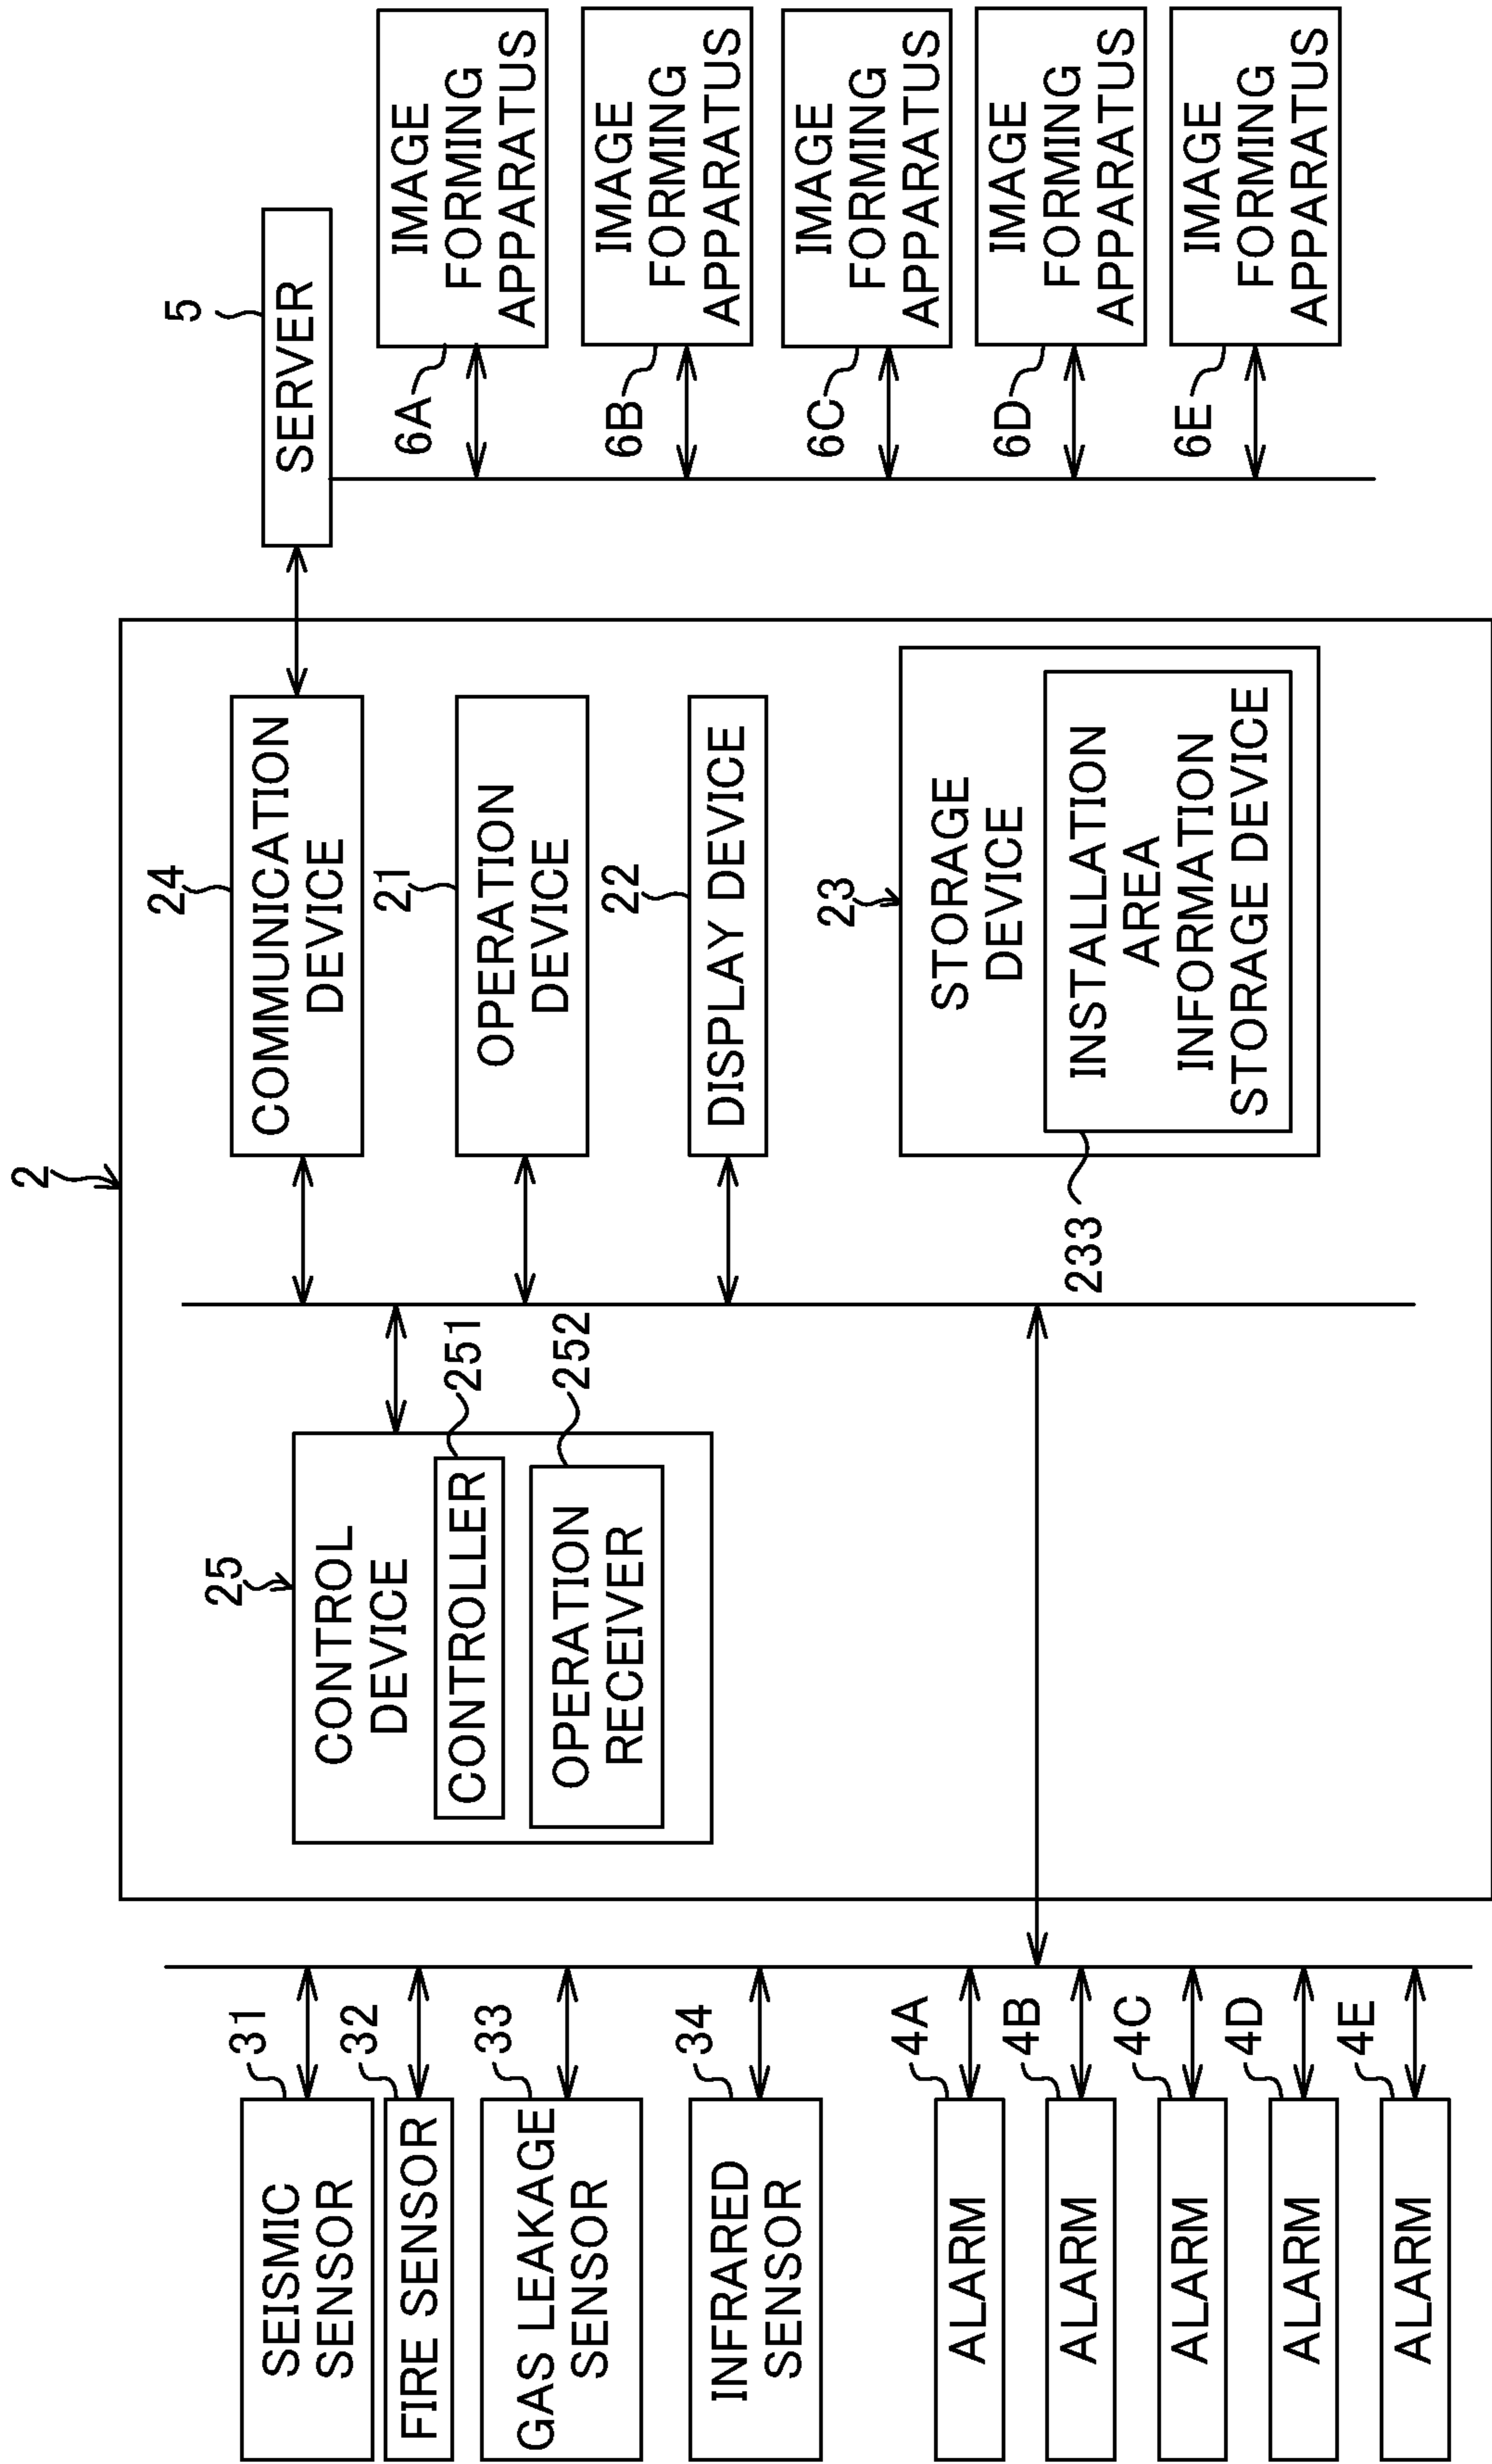 2
31
SEISMIC
SENSOR
32
FIRE SENSOR
33
GAS LEAKAGE
SENSOR
34
INFRARED
SENSOR
4A
ALARM
4B
ALARM
4C
ALARM
4D
ALARM
4E
ALARM
25
CONTROL
DEVICE
251
CONTROLLER
252
OPERATION
RECEIVER
24
COMMUNICATION
DEVICE
21
OPERATION
DEVICE
22
DISPLAY DEVICE
23
STORAGE
DEVICE
233
INSTALLATION
AREA
INFORMATION
STORAGE DEVICE
5
SERVER
6A
IMAGE
FORMING
APPARATUS
6B
IMAGE
FORMING
APPARATUS
6C
IMAGE
FORMING
APPARATUS
6D
IMAGE
FORMING
APPARATUS
6E
IMAGE
FORMING
APPARATUS